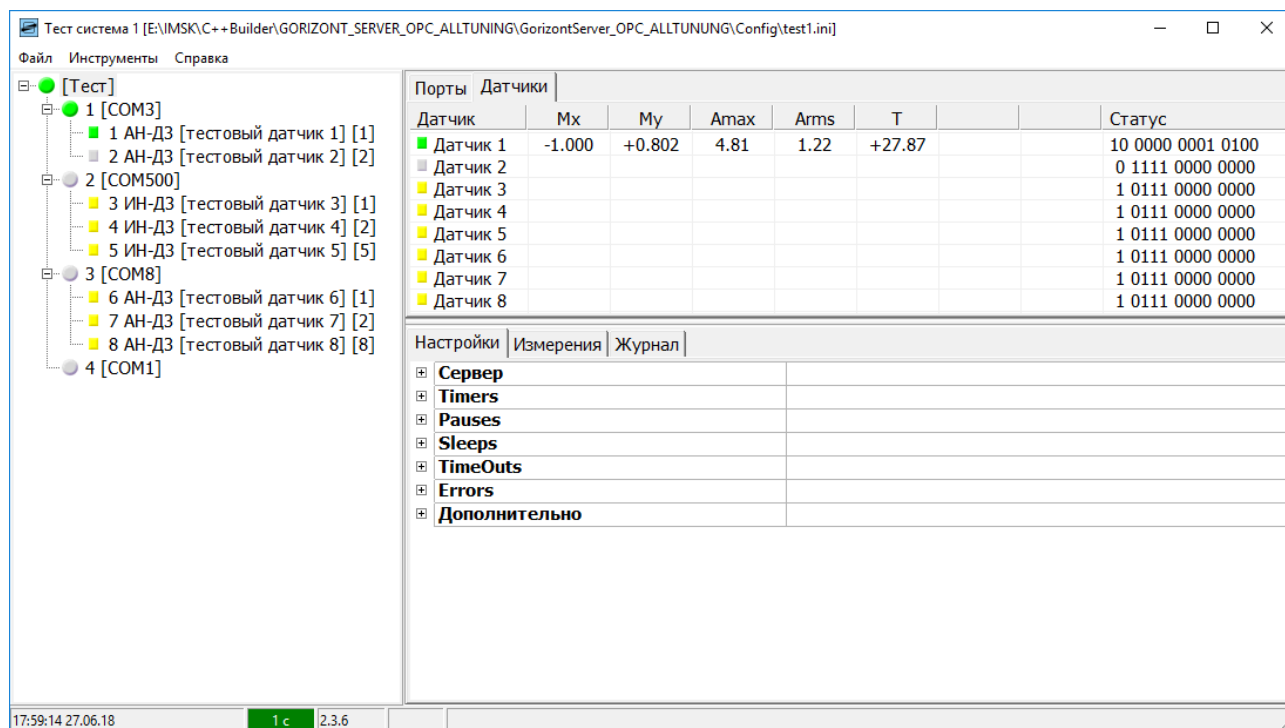 Тест система 1 [E:\IMSK\C++Builder\GORIZONT_SERVER_OPC_ALLTUNING\GorizontServer_OPC_ALLTUNUNG\Config\test1.ini]
Файл Инструменты Справка
[Тест]
1 [COM3]
1 АН-Д3 [тестовый датчик 1] [1]
2 АН-Д3 [тестовый датчик 2] [2]
2 [COM500]
3 ИН-Д3 [тестовый датчик 3] [1]
4 ИН-Д3 [тестовый датчик 4] [2]
5 ИН-Д3 [тестовый датчик 5] [5]
3 [COM8]
6 АН-Д3 [тестовый датчик 6] [1]
7 АН-Д3 [тестовый датчик 7] [2]
8 АН-Д3 [тестовый датчик 8] [8]
4 [COM1]
Порты Датчики
Датчик Mx My Amax Arms T Статус
Датчик 1 -1.000 +0.802 4.81 1.22 +27.87 10 0000 0001 0100
Датчик 2 0 1111 0000 0000
Датчик 3 1 0111 0000 0000
Датчик 4 1 0111 0000 0000
Датчик 5 1 0111 0000 0000
Датчик 6 1 0111 0000 0000
Датчик 7 1 0111 0000 0000
Датчик 8 1 0111 0000 0000
Настройки Измерения Журнал
Сервер
Timers
Pauses
Sleeps
TimeOuts
Errors
Дополнительно
17:59:14 27.06.18 1 с 2.3.6